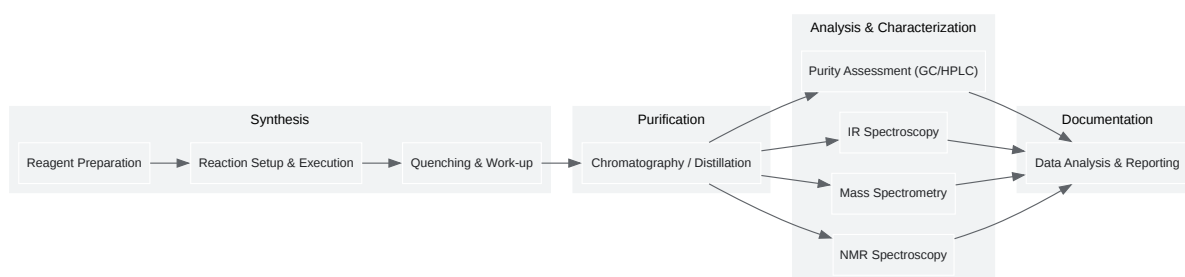 Synthesis
Reagent Preparation
Reaction Setup & Execution
Quenching & Work-up
Purification
Chromatography / Distillation
Analysis & Characterization
Purity Assessment (GC/HPLC)
IR Spectroscopy
Mass Spectrometry
NMR Spectroscopy
Documentation
Data Analysis & Reporting